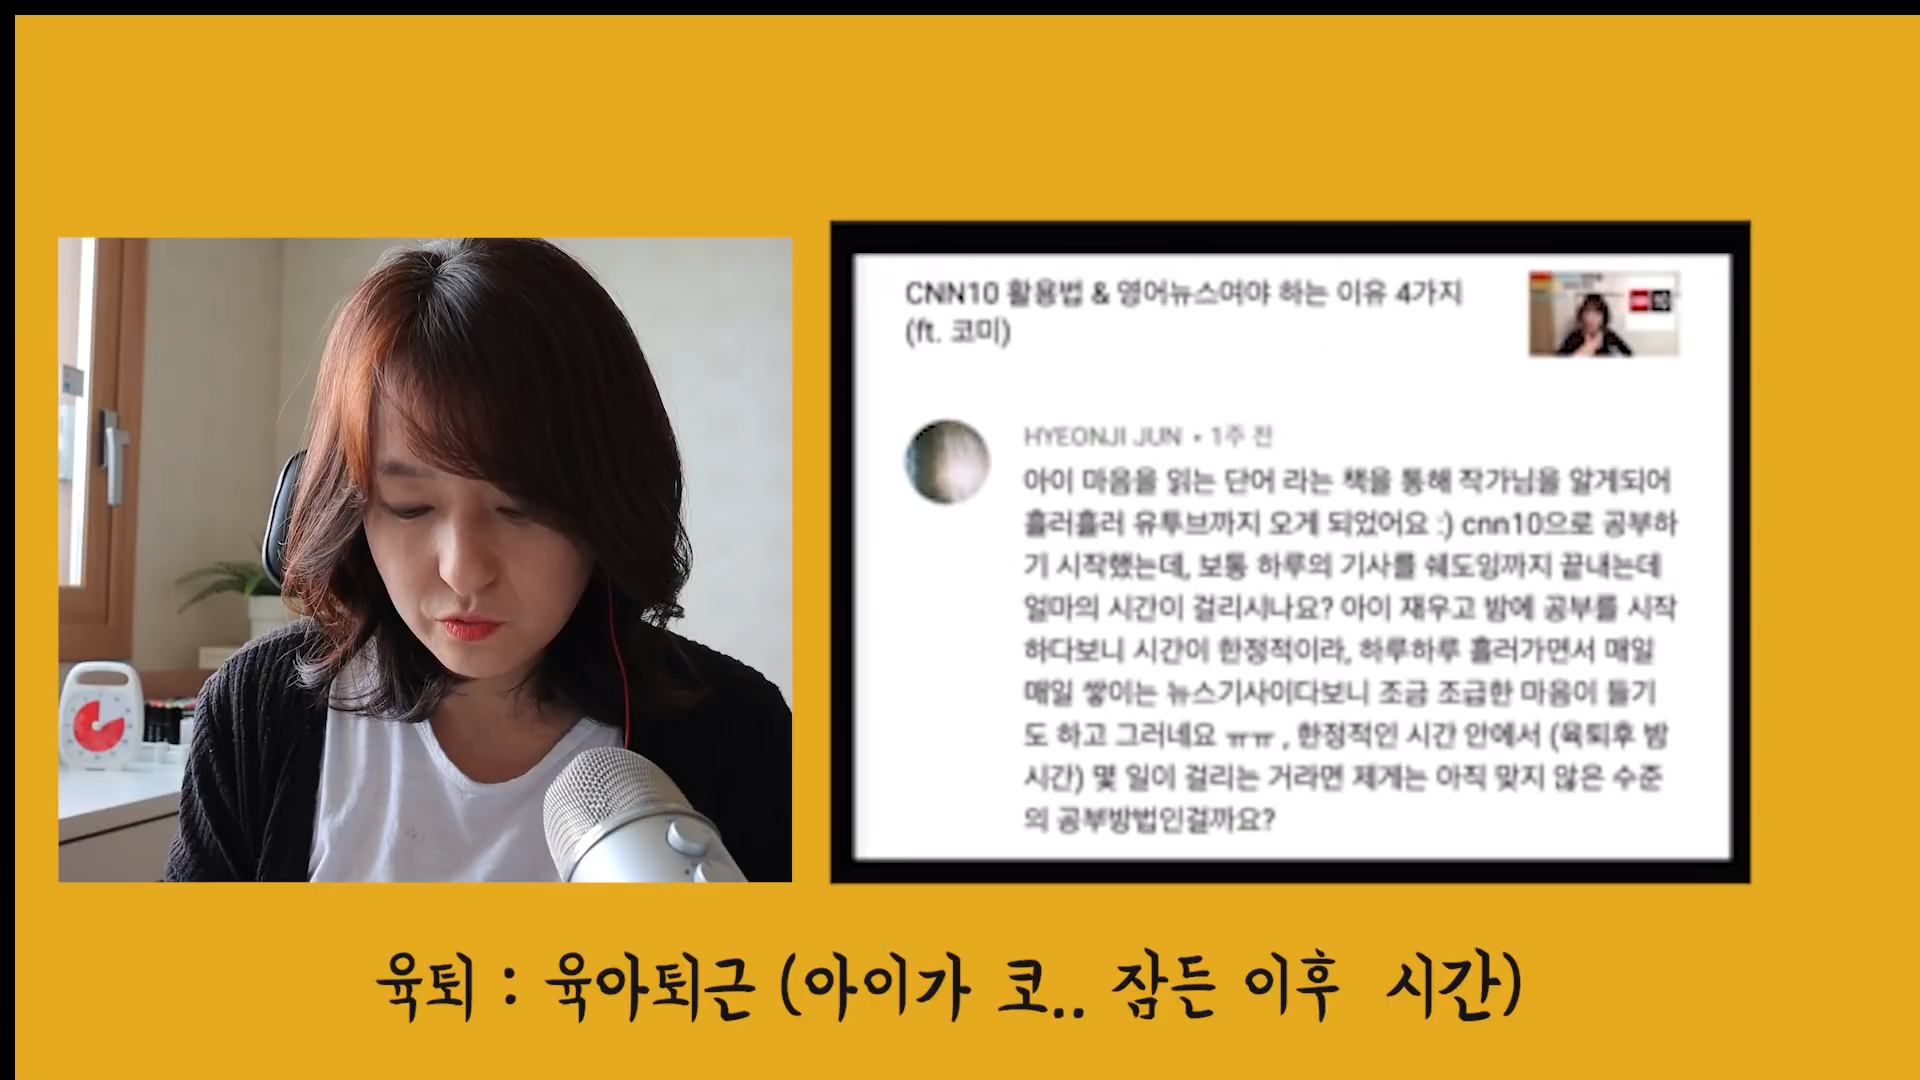 CNN10 활용법 & 영어뉴스여야 하는 이유 4가지
(ft. 코미)
HYEONJI JUN • 1주 전
아이 마음을 읽는 단어 라는 책을 통해 작가님을 알게되어
흘러흘러 유투브까지 오게 되었어요 :) cnn10으로 공부하
기 시작했는데, 보통 하루의 기사를 쉐도잉까지 끝내는데
얼마의 시간이 걸리시나요? 아이 재우고 밤에 공부를 시작
하다보니 시간이 한정적이라, 하루하루 흘러가면서 매일
매일 쌓이는 뉴스기사이다보니 조금 조급한 마음이 들기
도 하고 그러네요 ㅠㅠ , 한정적인 시간 안에서 (육퇴후 밤
시간) 몇 일이 걸리는 거라면 제게는 아직 맞지 않은 수준
의 공부방법인걸까요?
육퇴 : 육아퇴근 (아이가 코.. 잠든 이후 시간)